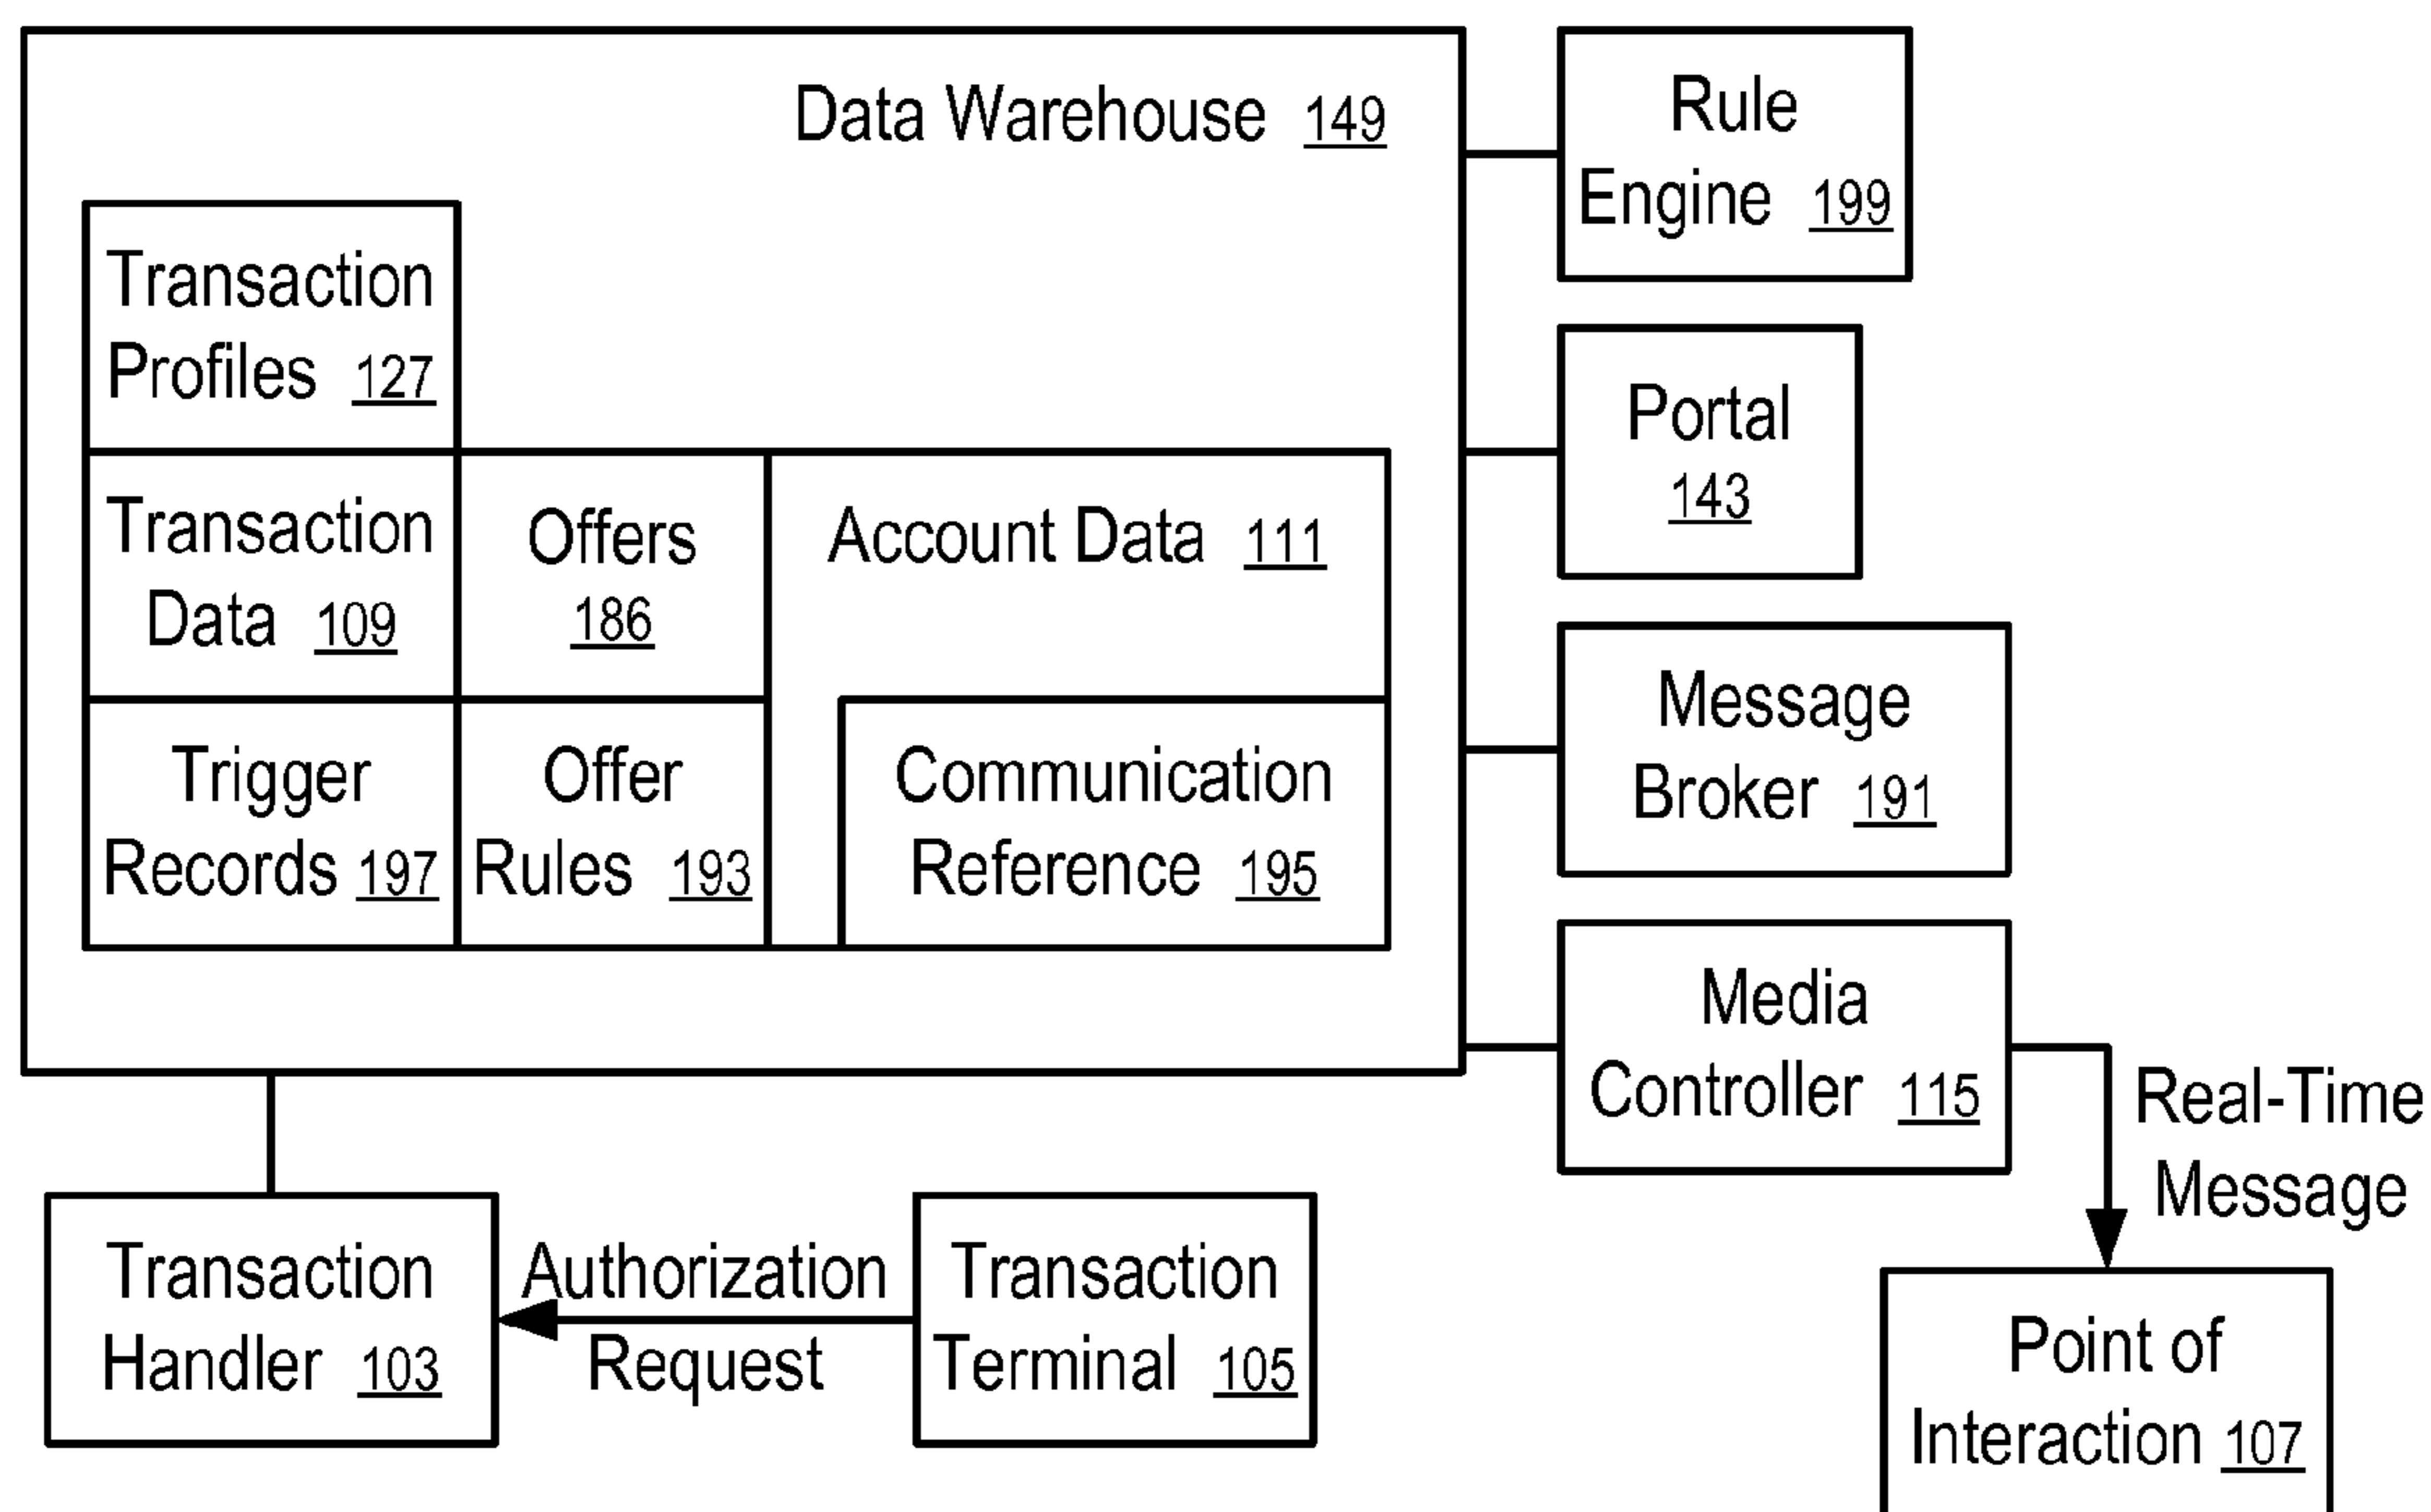 Data Warehouse 149
Transaction
Profiles 127
Transaction
Data 109
Offers
186
Account Data 111
Trigger
Records 197
Offer
Rules 193
Communication
Reference 195
Rule
Engine 199
Portal
143
Message
Broker 191
Media
Controller 115
Real-Time
Message
Transaction
Handler 103
Authorization
Request
Transaction
Terminal 105
Point of
Interaction 107